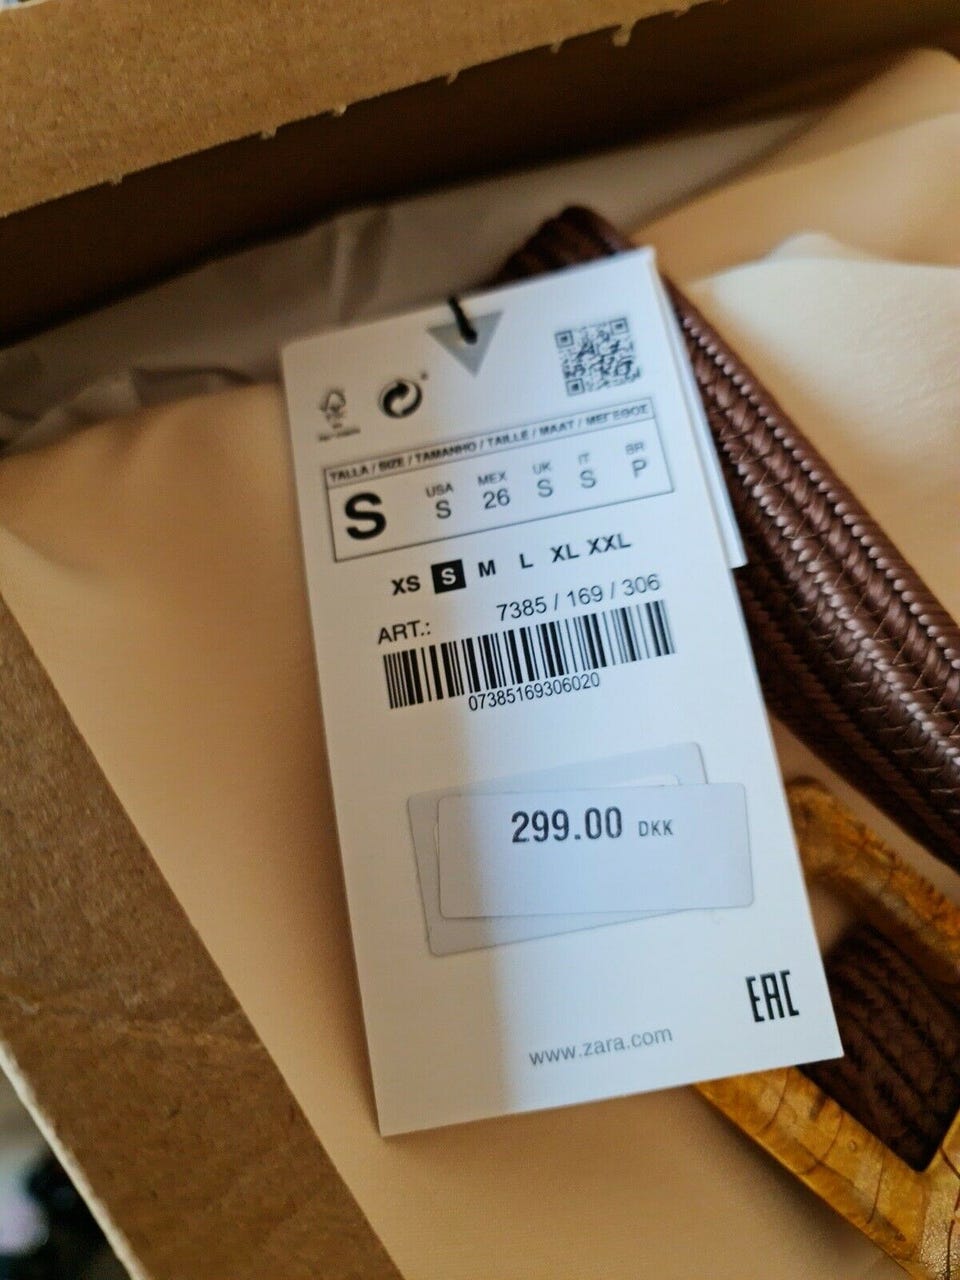 TALLA / SIZE / TAMANHO / TAILLE / MAAT / ΜΕΓΕΘΟΣ
S
USA MEX UK IT BR
S 26 S S P
XS S M L XL XXL
7385 / 169 / 306
ART.:
07385169306020
299.00 DKK
EAC
www.zara.com